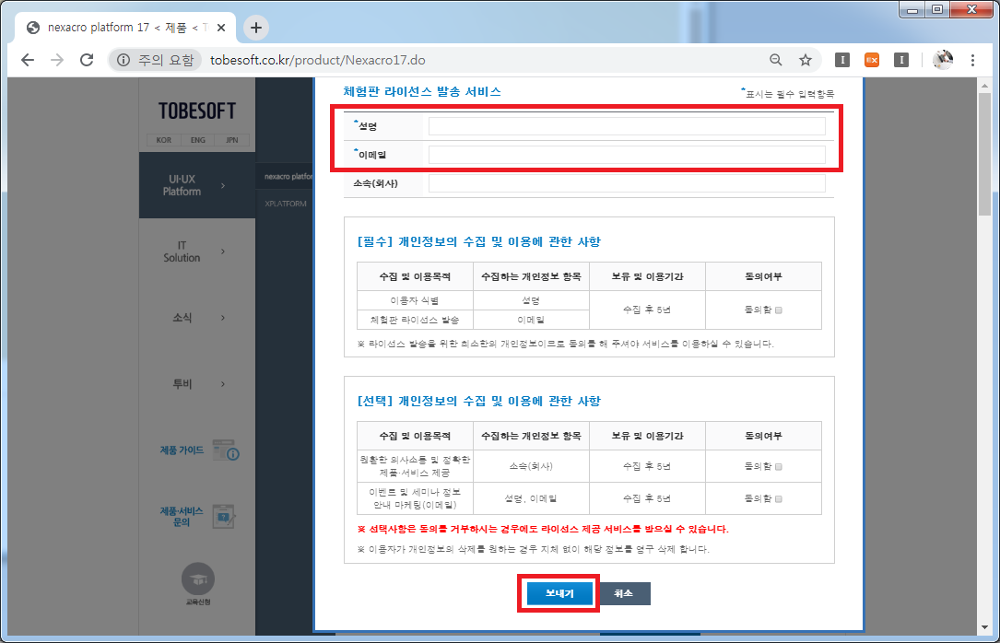 nexacro platform 17 < 제품 < T
주의 요함
tobesoft.co.kr/product/Nexacro17.do
TOBESOFT
KOR ENG JPN
UI·UX
Platform
IT
Solution
소식
투비
제품 가이드
제품·서비스
문의
교육신청
nexacro platfor
XPLATFORM
체험판 라이선스 발송 서비스
*표시는 필수 입력항목
*성명
*이메일
소속(회사)
[필수] 개인정보의 수집 및 이용에 관한 사항
수집 및 이용목적 수집하는 개인정보 항목 보유 및 이용기간 동의여부
이용자 식별 성명 수집 후 5년 동의함
체험판 라이선스 발송 이메일
※ 라이선스 발송을 위한 최소한의 개인정보이므로 동의를 해 주셔야 서비스를 이용하실 수 있습니다.
[선택] 개인정보의 수집 및 이용에 관한 사항
수집 및 이용목적 수집하는 개인정보 항목 보유 및 이용기간 동의여부
원활한 의사소통 및 정확한
제품·서비스 제공 소속(회사) 수집 후 5년 동의함
이벤트 및 세미나 정보
안내 마케팅(이메일) 성명, 이메일 수집 후 5년 동의함
※ 선택사항은 동의를 거부하시는 경우에도 라이선스 제공 서비스를 받으실 수 있습니다.
※ 이용자가 개인정보의 삭제를 원하는 경우 지체 없이 해당 정보를 영구 삭제 합니다.
보내기 취소